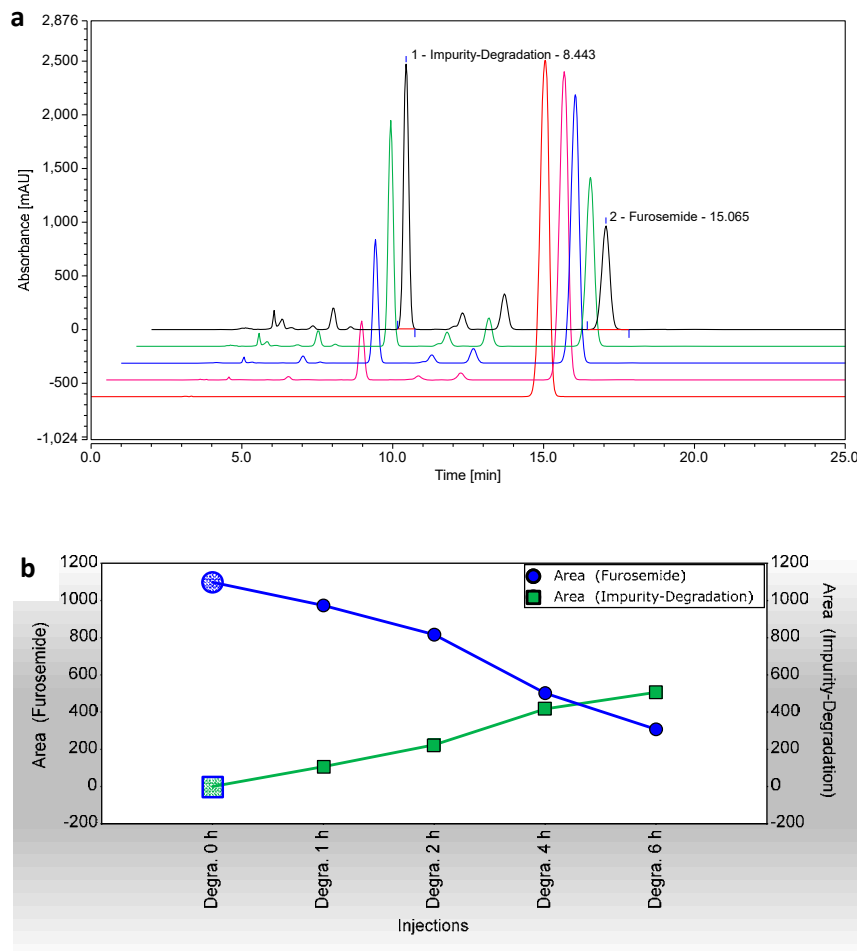 a
2,876
2,500
2,000
1,500
1,000
500
0
-500
-1,024
Absorbance [mAU]
1 - Impurity-Degradation - 8.443
2 - Furosemide - 15.065
0.0 5.0 10.0 15.0 20.0 25.0
Time [min]
b
1200
1000
800
600
400
200
0
-200
Area (Furosemide)
Area (Furosemide)
Area (Impurity-Degradation)
1200
1000
800
600
400
200
0
-200
Area (Impurity-Degradation)
Degra. 0 h
Degra. 1 h
Degra. 2 h
Degra. 4 h
Degra. 6 h
Injections